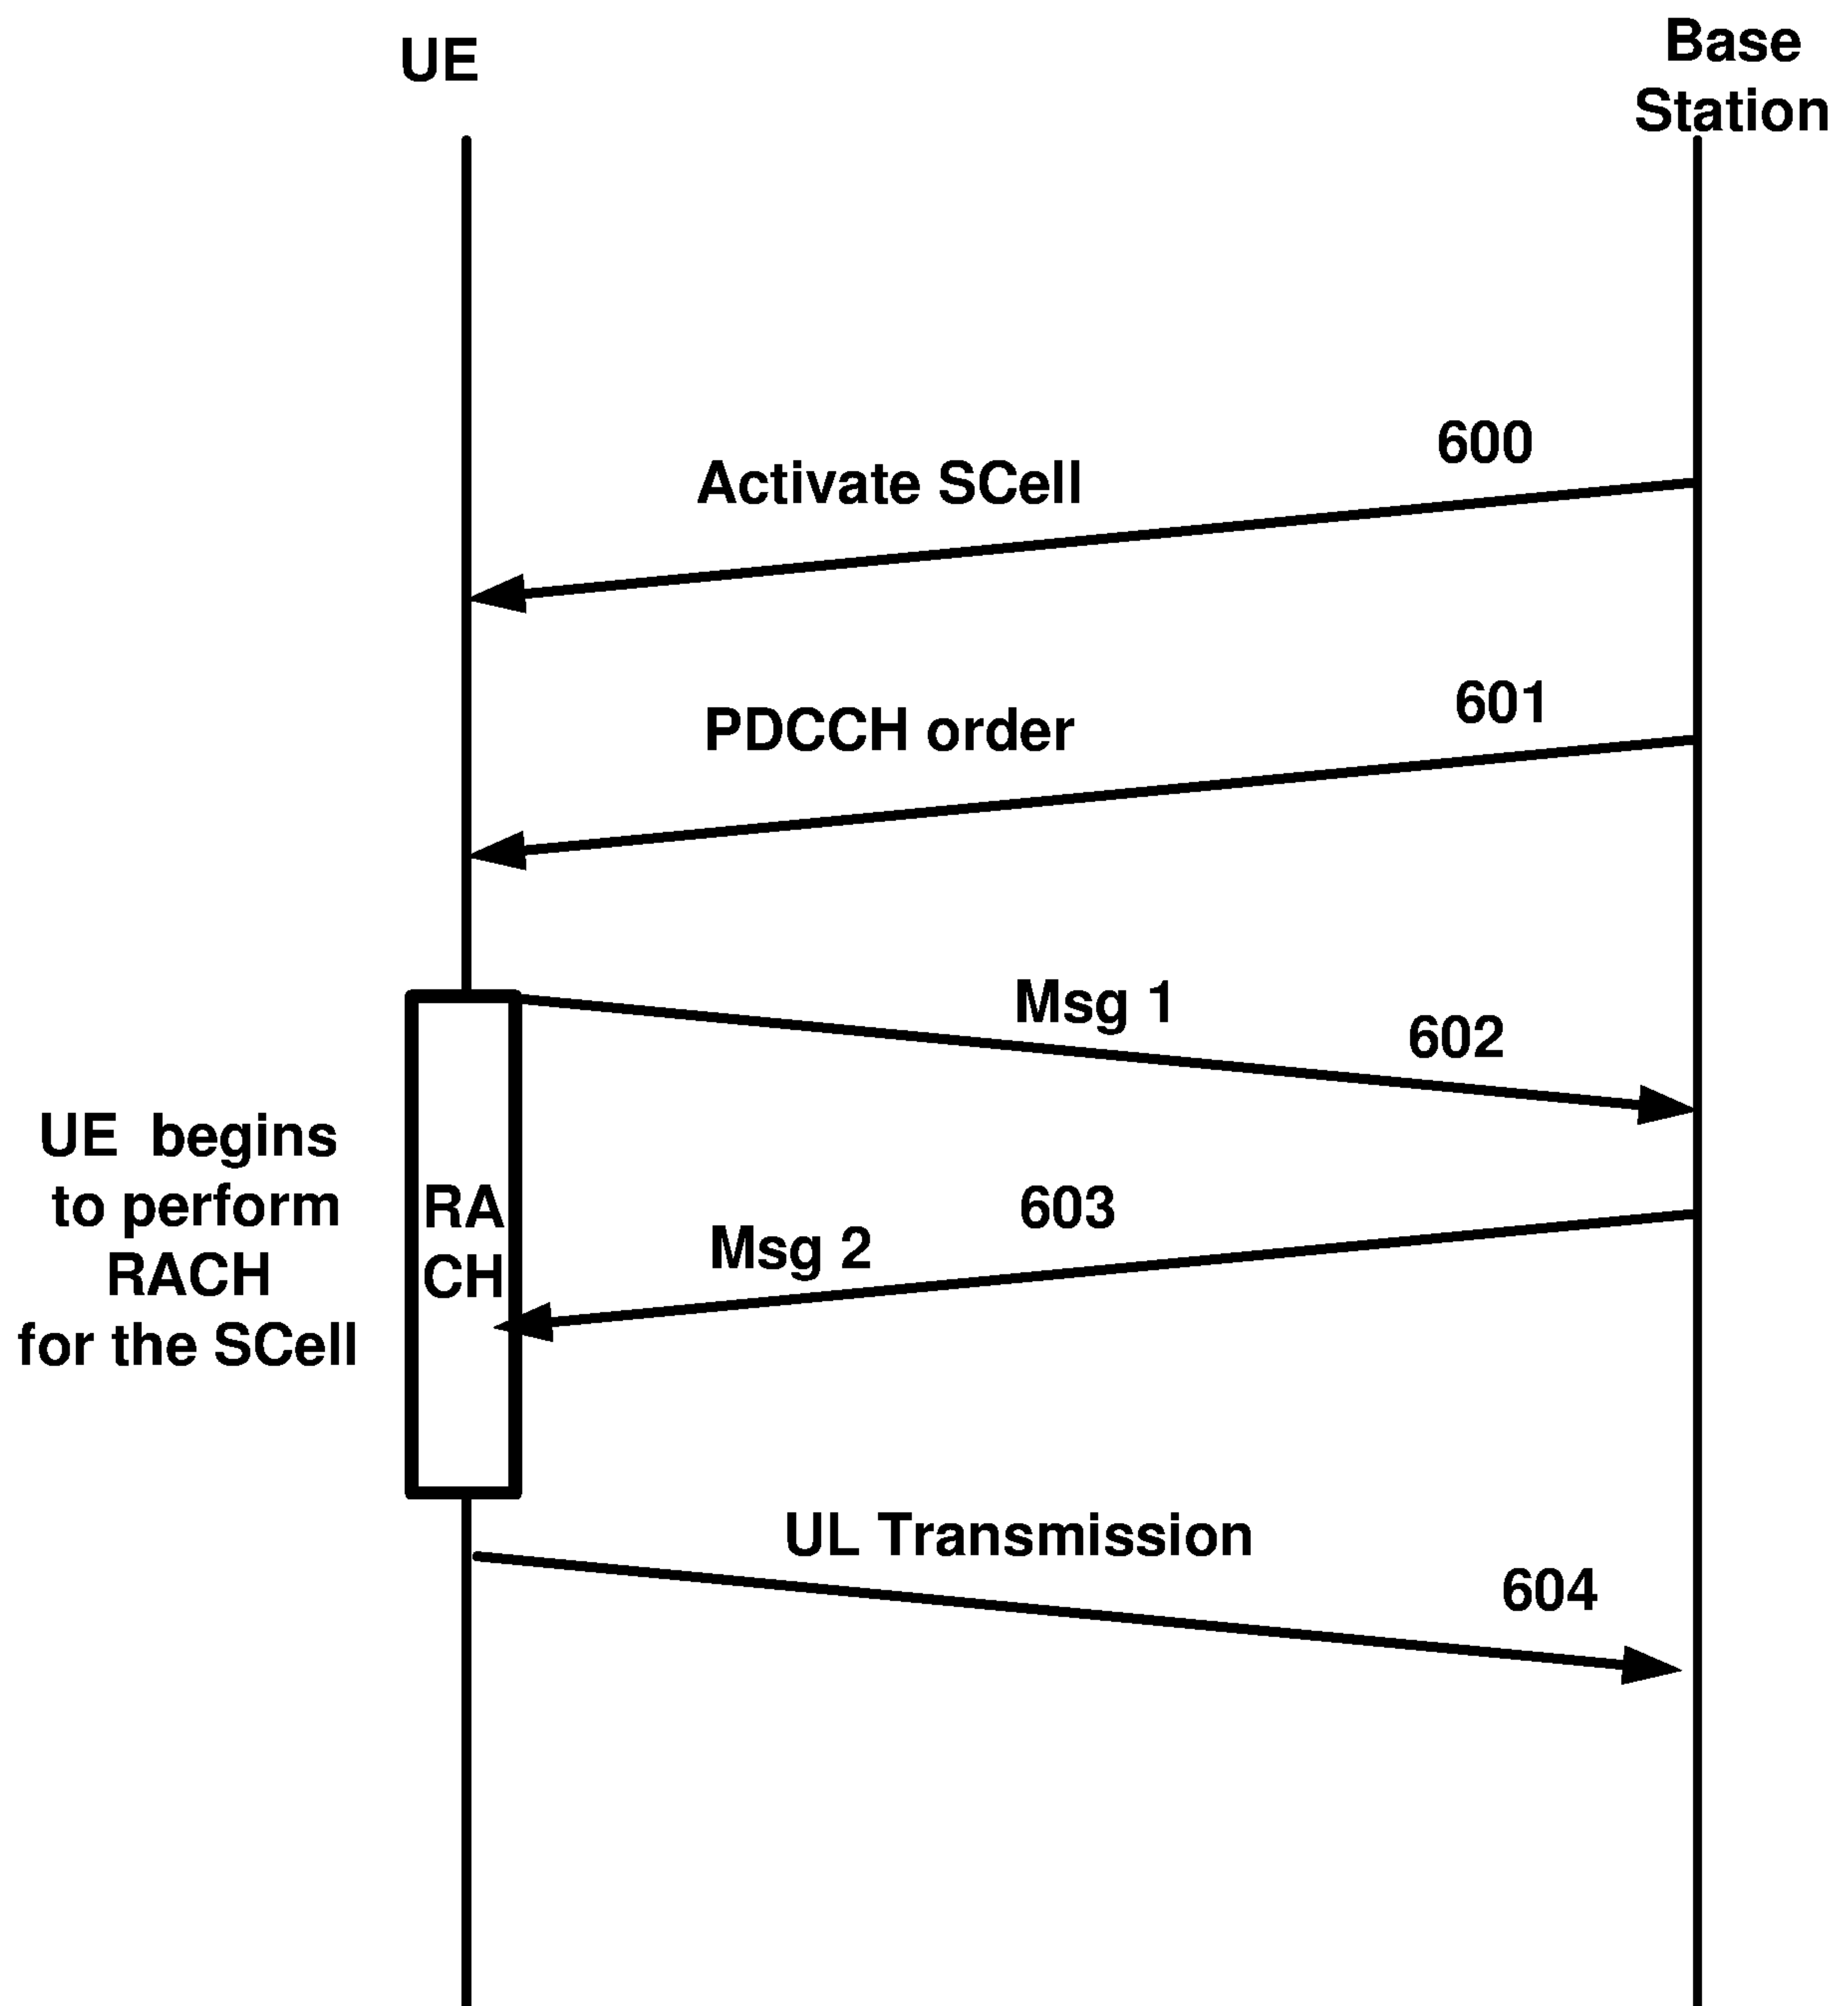 UE
Base
Station
600
Activate SCell
601
PDCCH order
Msg 1
602
UE begins
to perform
RACH
for the SCell
RA
CH
603
Msg 2
UL Transmission
604